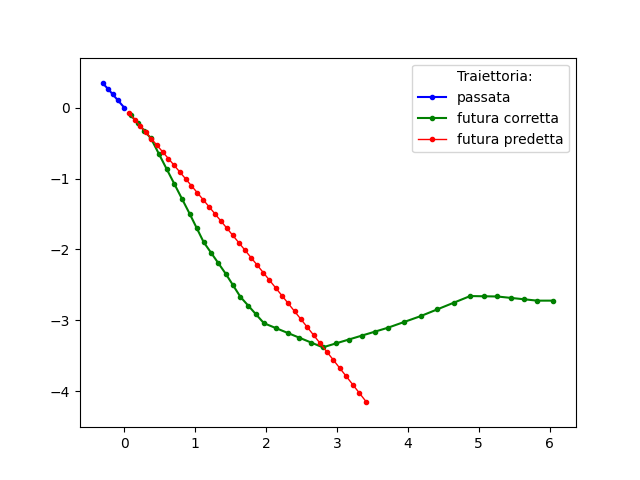 Traiettoria:
passata
futura corretta
futura predetta
0
−1
−2
−3
−4
0 1 2 3 4 5 6